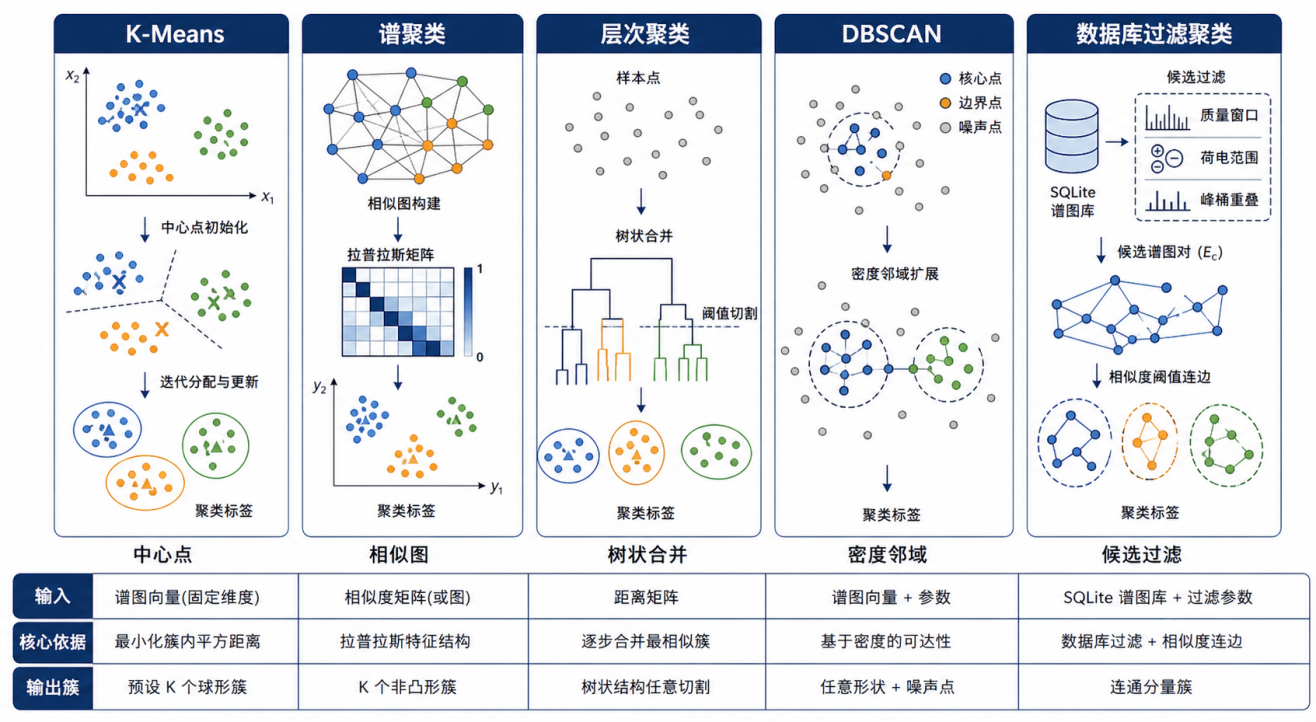 K-Means
x₂
x₁
中心点初始化
迭代分配与更新
聚类标签
中心点
谱聚类
相似图构建
拉普拉斯矩阵
1
0
y₂
y₁
聚类标签
相似图
层次聚类
样本点
树状合并
阈值切割
聚类标签
树状合并
DBSCAN
核心点
边界点
噪声点
密度邻域扩展
聚类标签
密度邻域
数据库过滤聚类
候选过滤
SQLite
谱图库
质量窗口
荷电范围
峰桶重叠
候选谱图对 (E_c)
相似度阈值连边
聚类标签
候选过滤
输入 谱图向量(固定维度) 相似度矩阵(或图) 距离矩阵 谱图向量 + 参数 SQLite 谱图库 + 过滤参数
核心依据 最小化簇内平方距离 拉普拉斯特征结构 逐步合并最相似簇 基于密度的可达性 数据库过滤 + 相似度连边
输出簇 预设 K 个球形簇 K 个非凸形簇 树状结构任意切割 任意形状 + 噪声点 连通分量簇